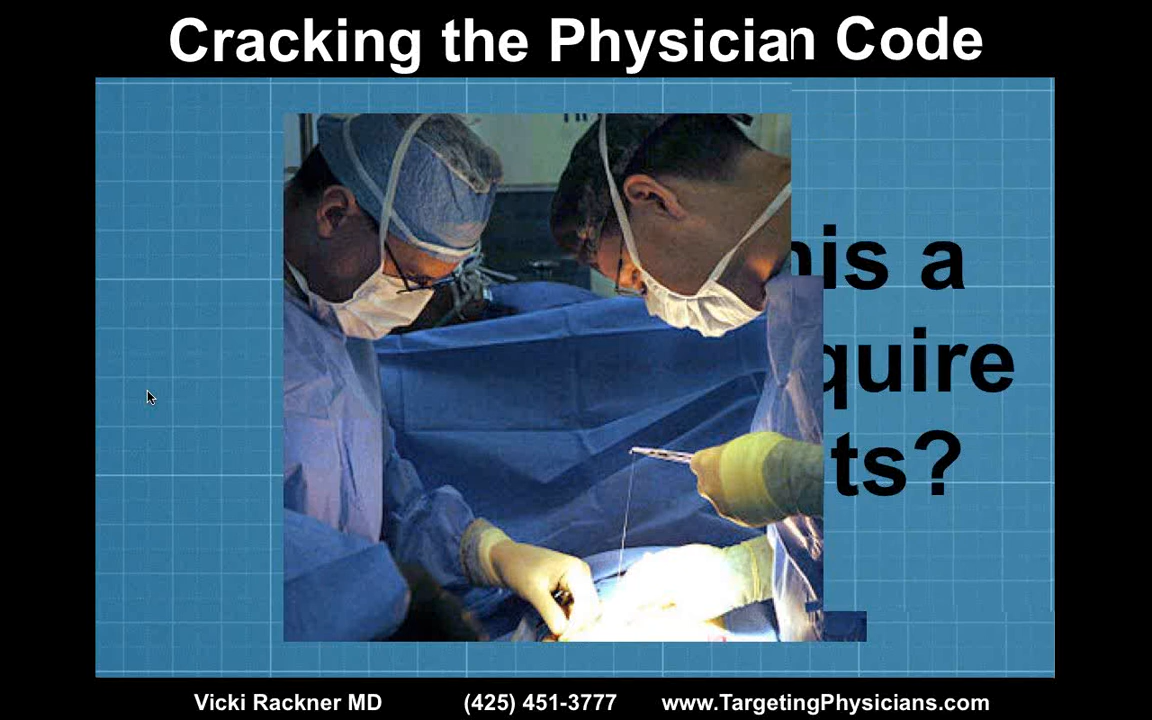 Cracking the Physician Code
his a
quire
ts?
Vicki Rackner MD (425) 451-3777 www.TargetingPhysicians.com